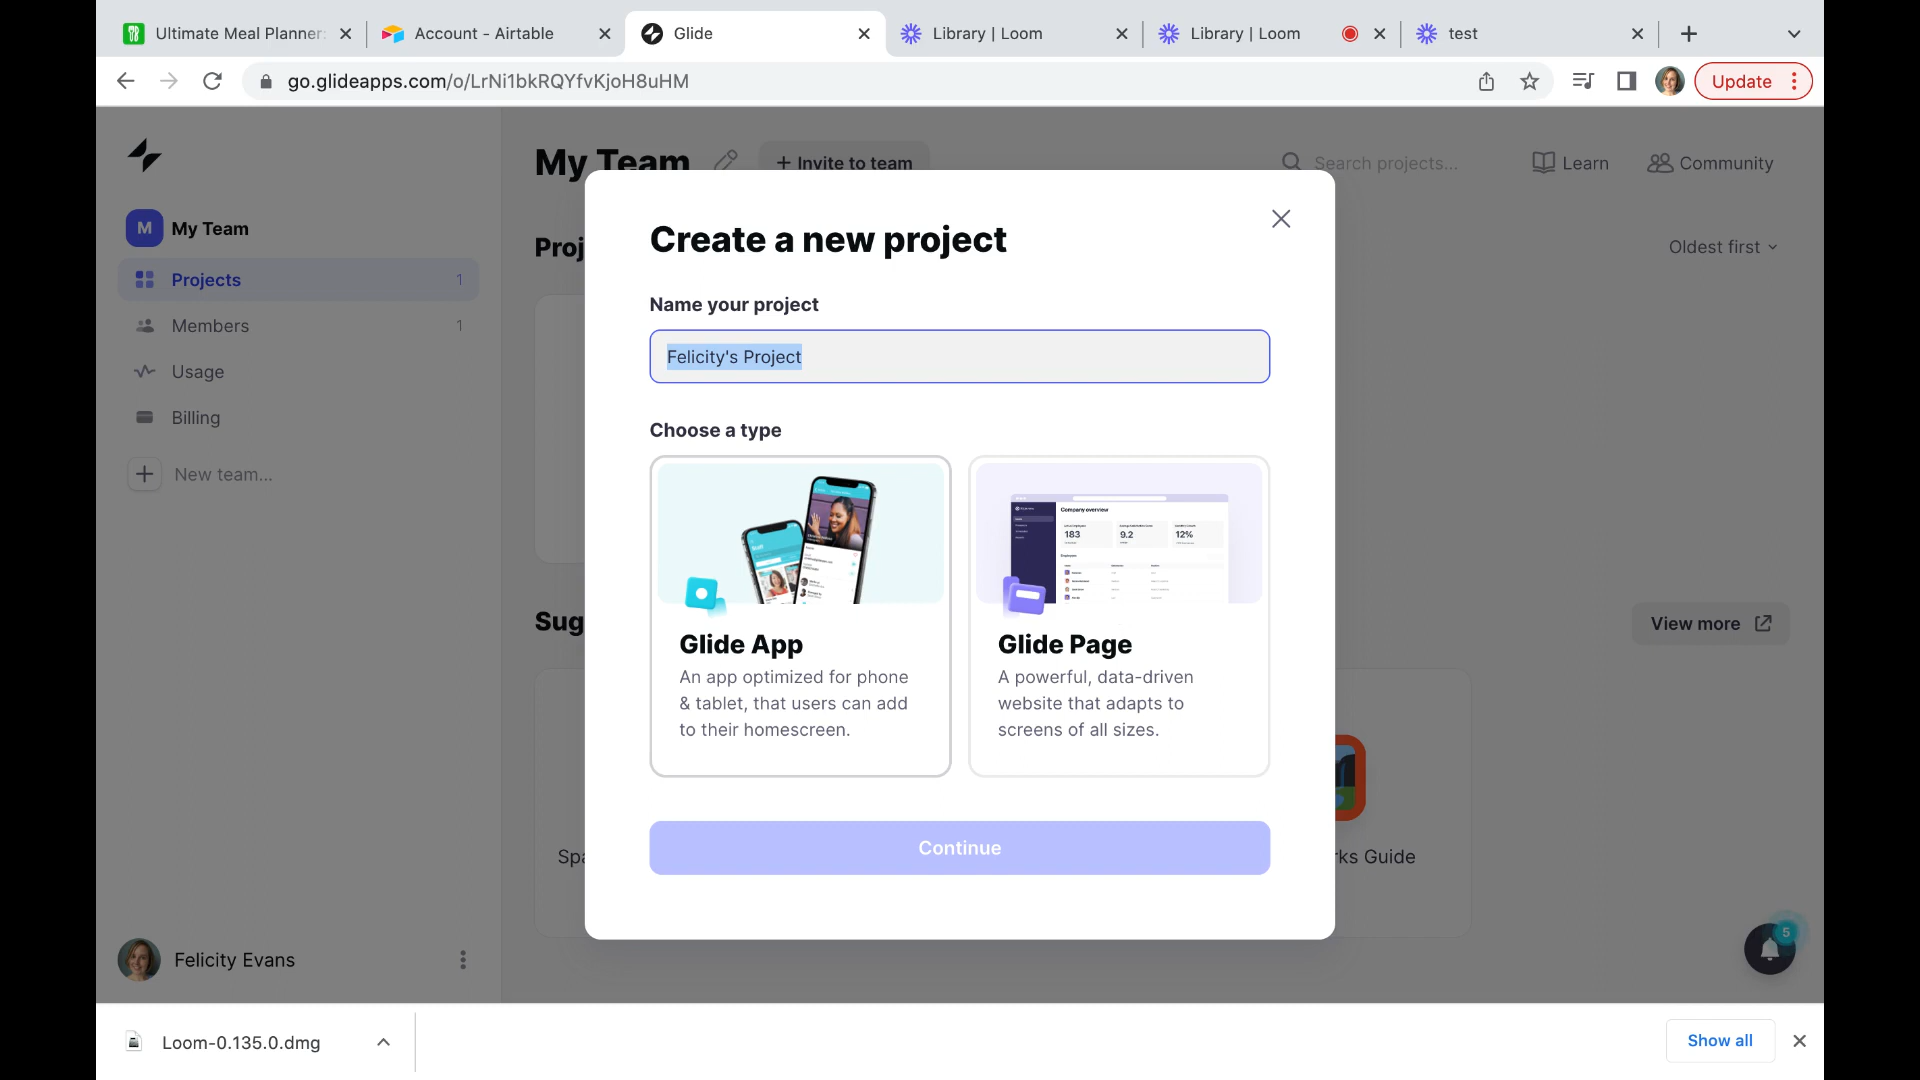 Ultimate Meal Planner:
Account - Airtable
Glide
Library | Loom
Library | Loom
test
go.glideapps.com/o/LrNi1bkRQYfvKjoH8uHM
Update
My Team
+ Invite to team
Search projects...
Learn
Community
M My Team
Projects 1
Members 1
Usage
Billing
New team...
Proj
Oldest first
Create a new project
Name your project
Felicity's Project
Choose a type
Company overview
183
9.2
12%
Glide App
An app optimized for phone
& tablet, that users can add
to their homescreen.
Glide Page
A powerful, data-driven
website that adapts to
screens of all sizes.
Continue
Sug
View more
Spa
rks Guide
5
Felicity Evans
Loom-0.135.0.dmg
Show all